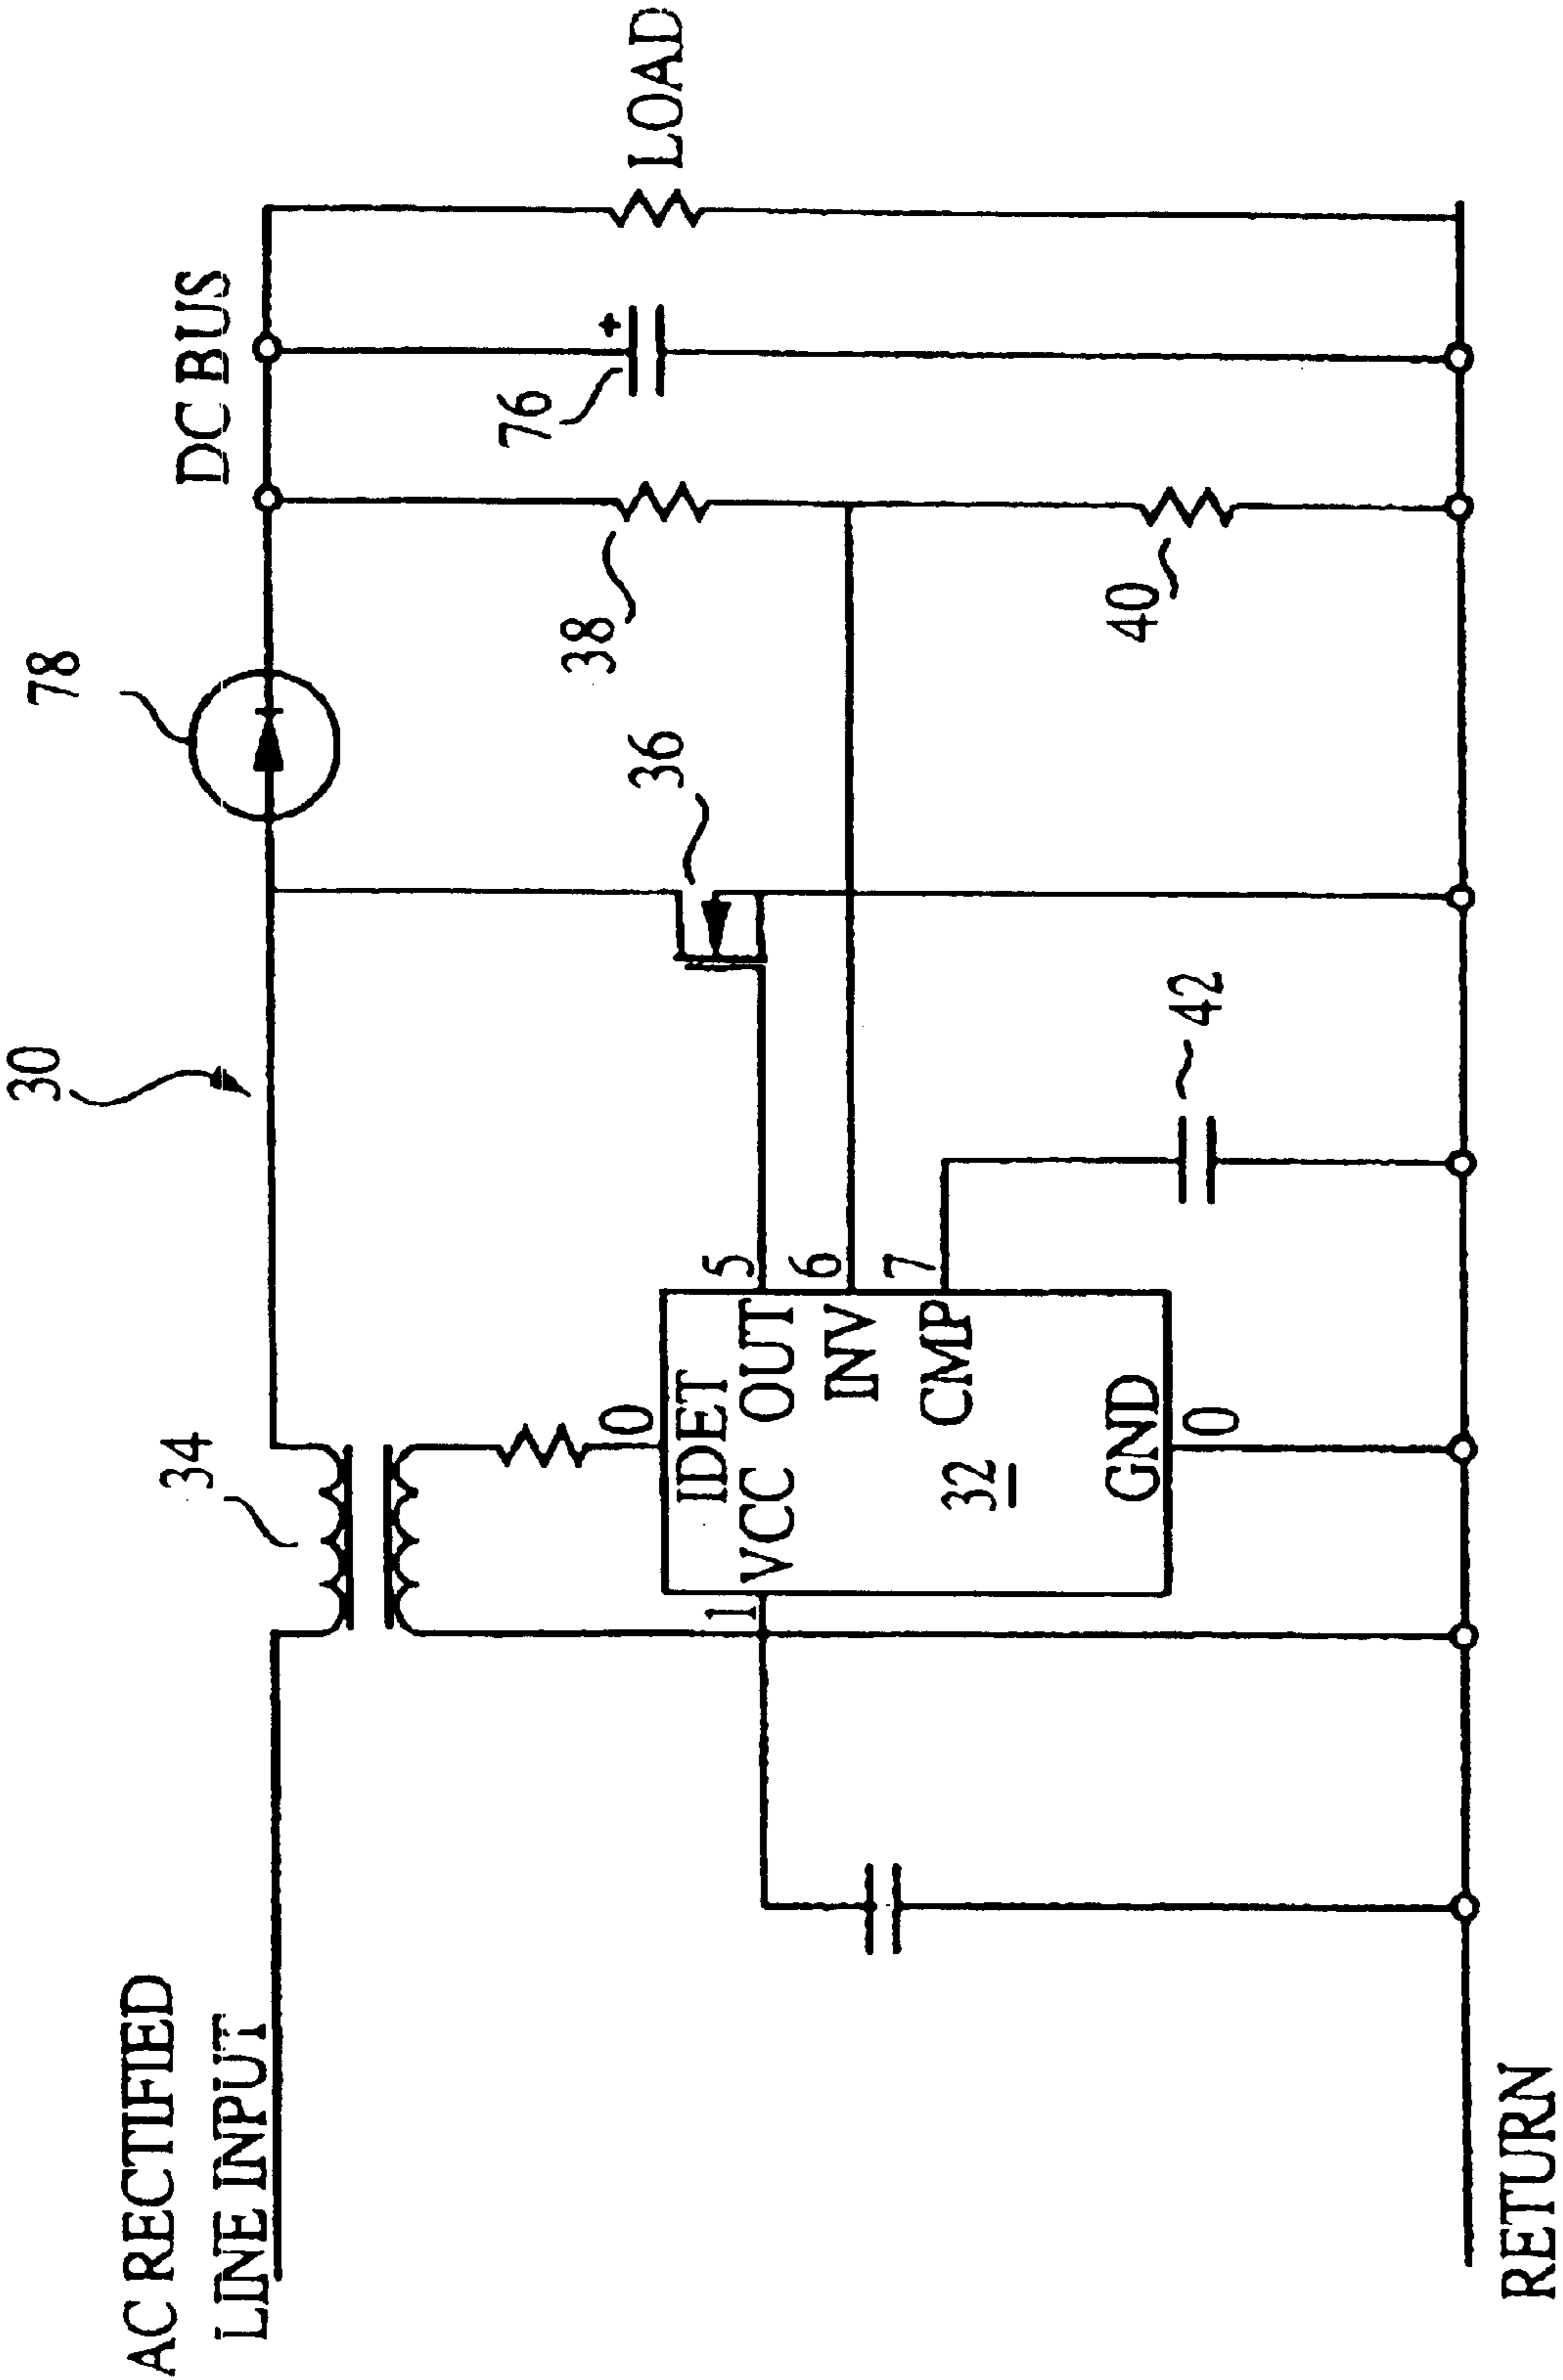 AC RECTIFIED
LINE INPUT
34
30
78
DC BUS
LOAD
76
38
36
40
42
0
IDET
1
VCC
OUT
5
INV
6
CMP
7
32
GND
0
RETURN